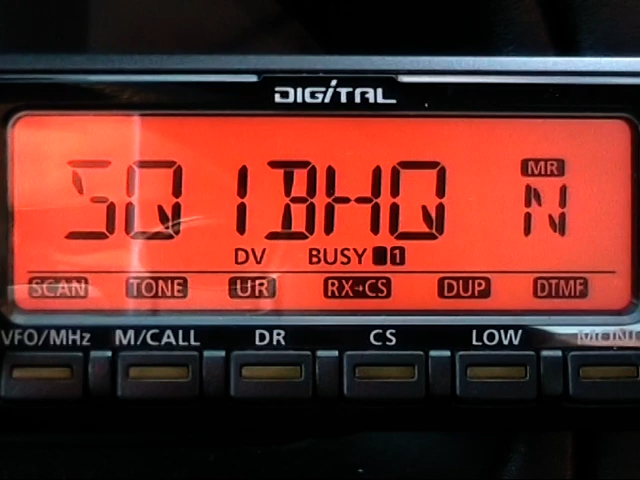 DIGITAL
SQ1BHQ MR N
DV BUSY 1
SCAN TONE UR RX→CS DUP DTMF
VFO/MHz M/CALL DR CS LOW MONI